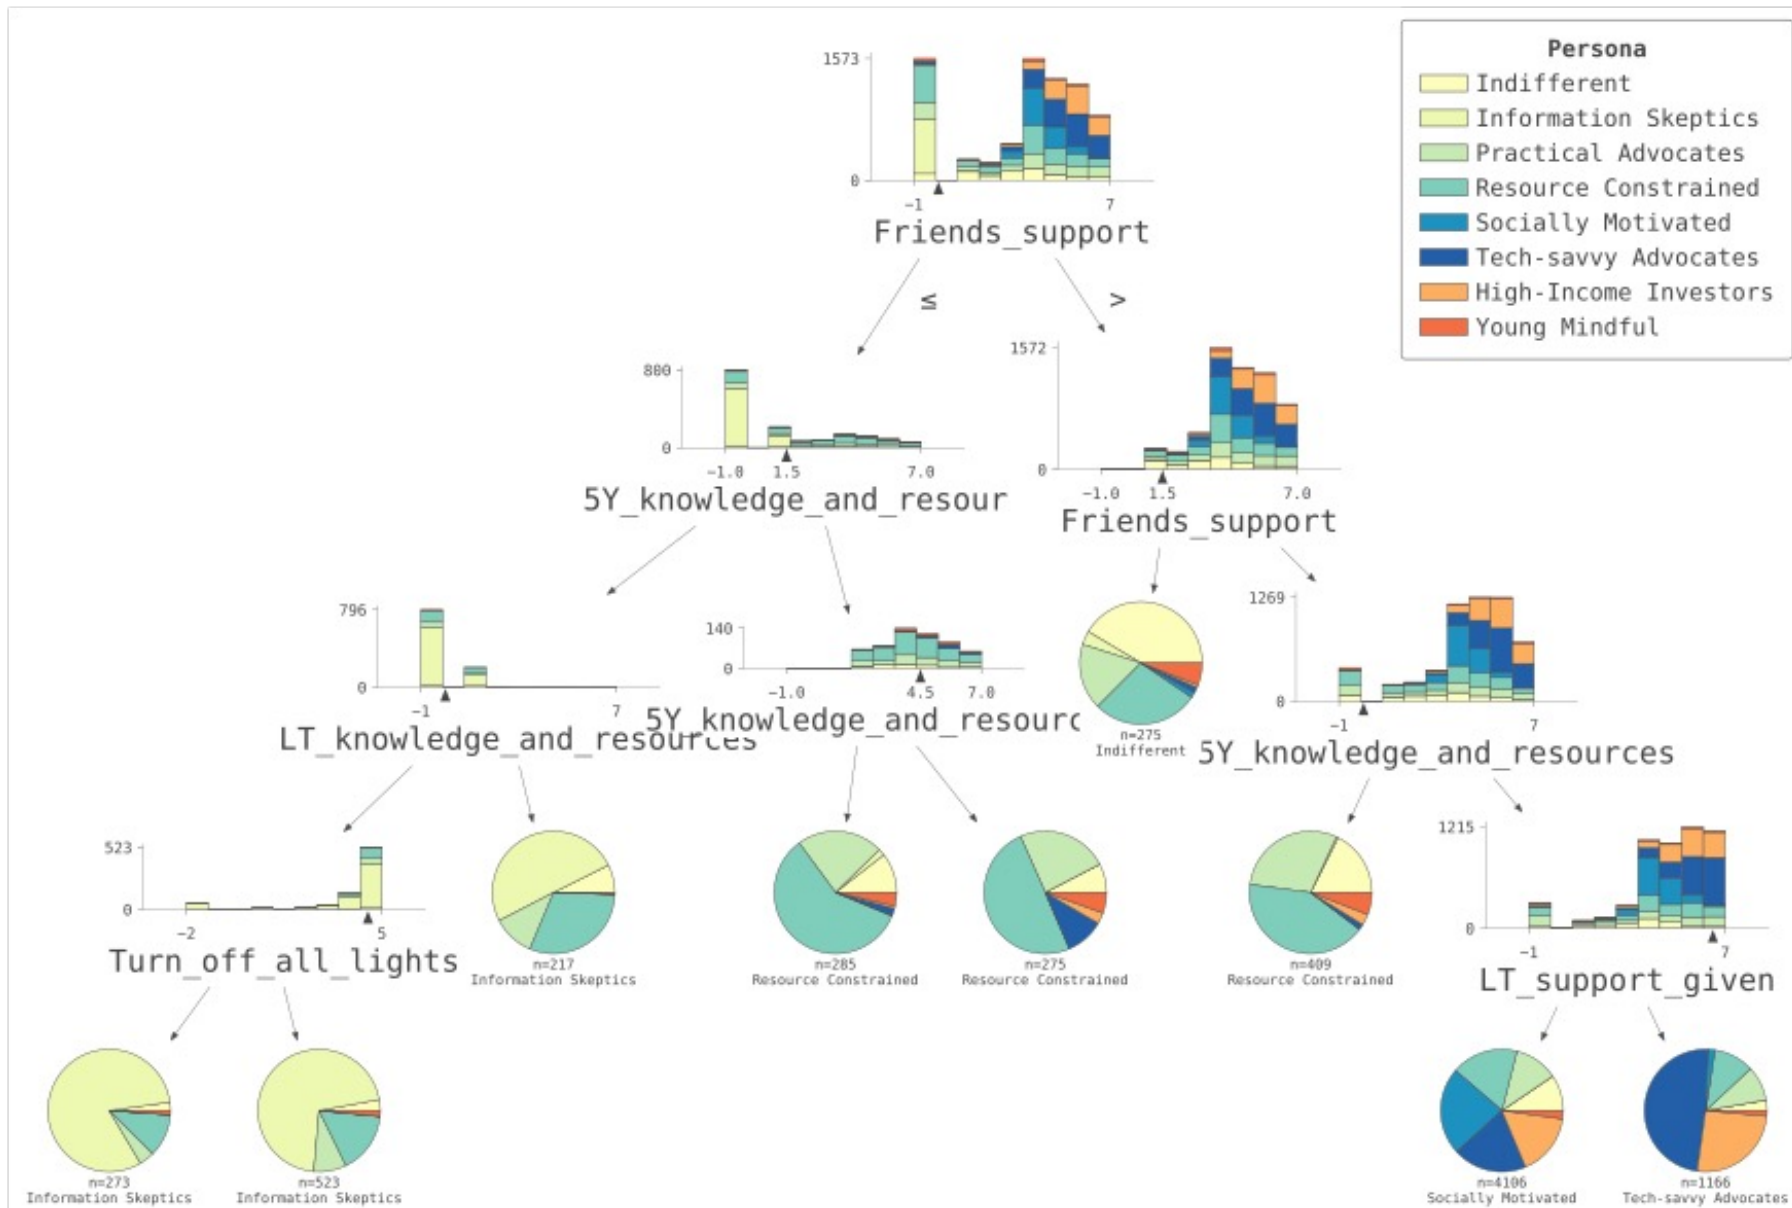 Persona
Indifferent
Information Skeptics
Practical Advocates
Resource Constrained
Socially Motivated
Tech-savvy Advocates
High-Income Investors
Young Mindful
1573
0
-1 7
Friends_support
≤ >
800
0
-1.0 1.5 7.0
5Y_knowledge_and_resour
1572
0
-1.0 1.5 7.0
Friends_support
796
0
-1 7
LT_knowledge_and_resources
140
0
-1.0 4.5 7.0
5Y_knowledge_and_resourc
n=275
Indifferent
1269
0
-1 7
5Y_knowledge_and_resources
523
0
-2 5
Turn_off_all_lights
n=217
Information Skeptics
n=285
Resource Constrained
n=275
Resource Constrained
n=409
Resource Constrained
1215
0
-1 7
LT_support_given
n=273
Information Skeptics
n=523
Information Skeptics
n=4106
Socially Motivated
n=1166
Tech-savvy Advocates